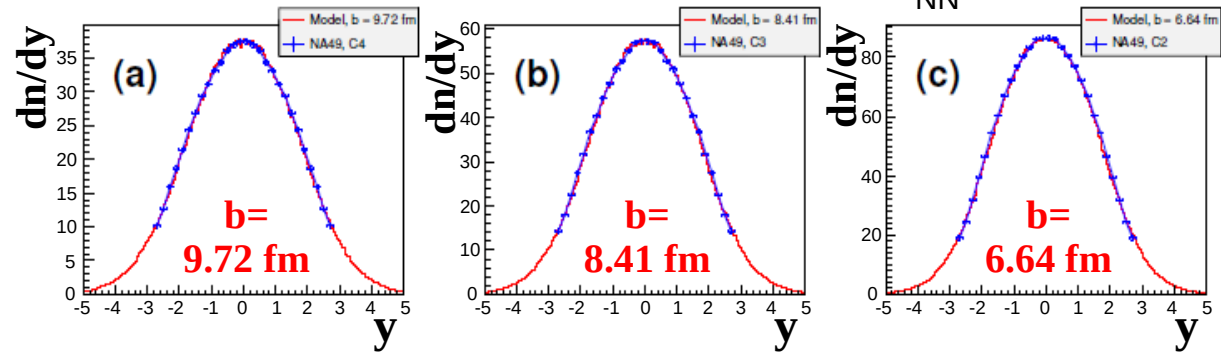 NN
Model, b = 9.72 fm
NA49, C4
(a)
dn/dy
35
30
25
20
15
10
5
0
b=
9.72 fm
-5 -4 -3 -2 -1 0 1 2 3 4 5
y
Model, b = 8.41 fm
NA49, C3
(b)
dn/dy
60
50
40
30
20
10
0
b=
8.41 fm
-5 -4 -3 -2 -1 0 1 2 3 4 5
y
Model, b = 6.64 fm
NA49, C2
(c)
dn/dy
80
60
40
20
0
b=
6.64 fm
-5 -4 -3 -2 -1 0 1 2 3 4 5
y